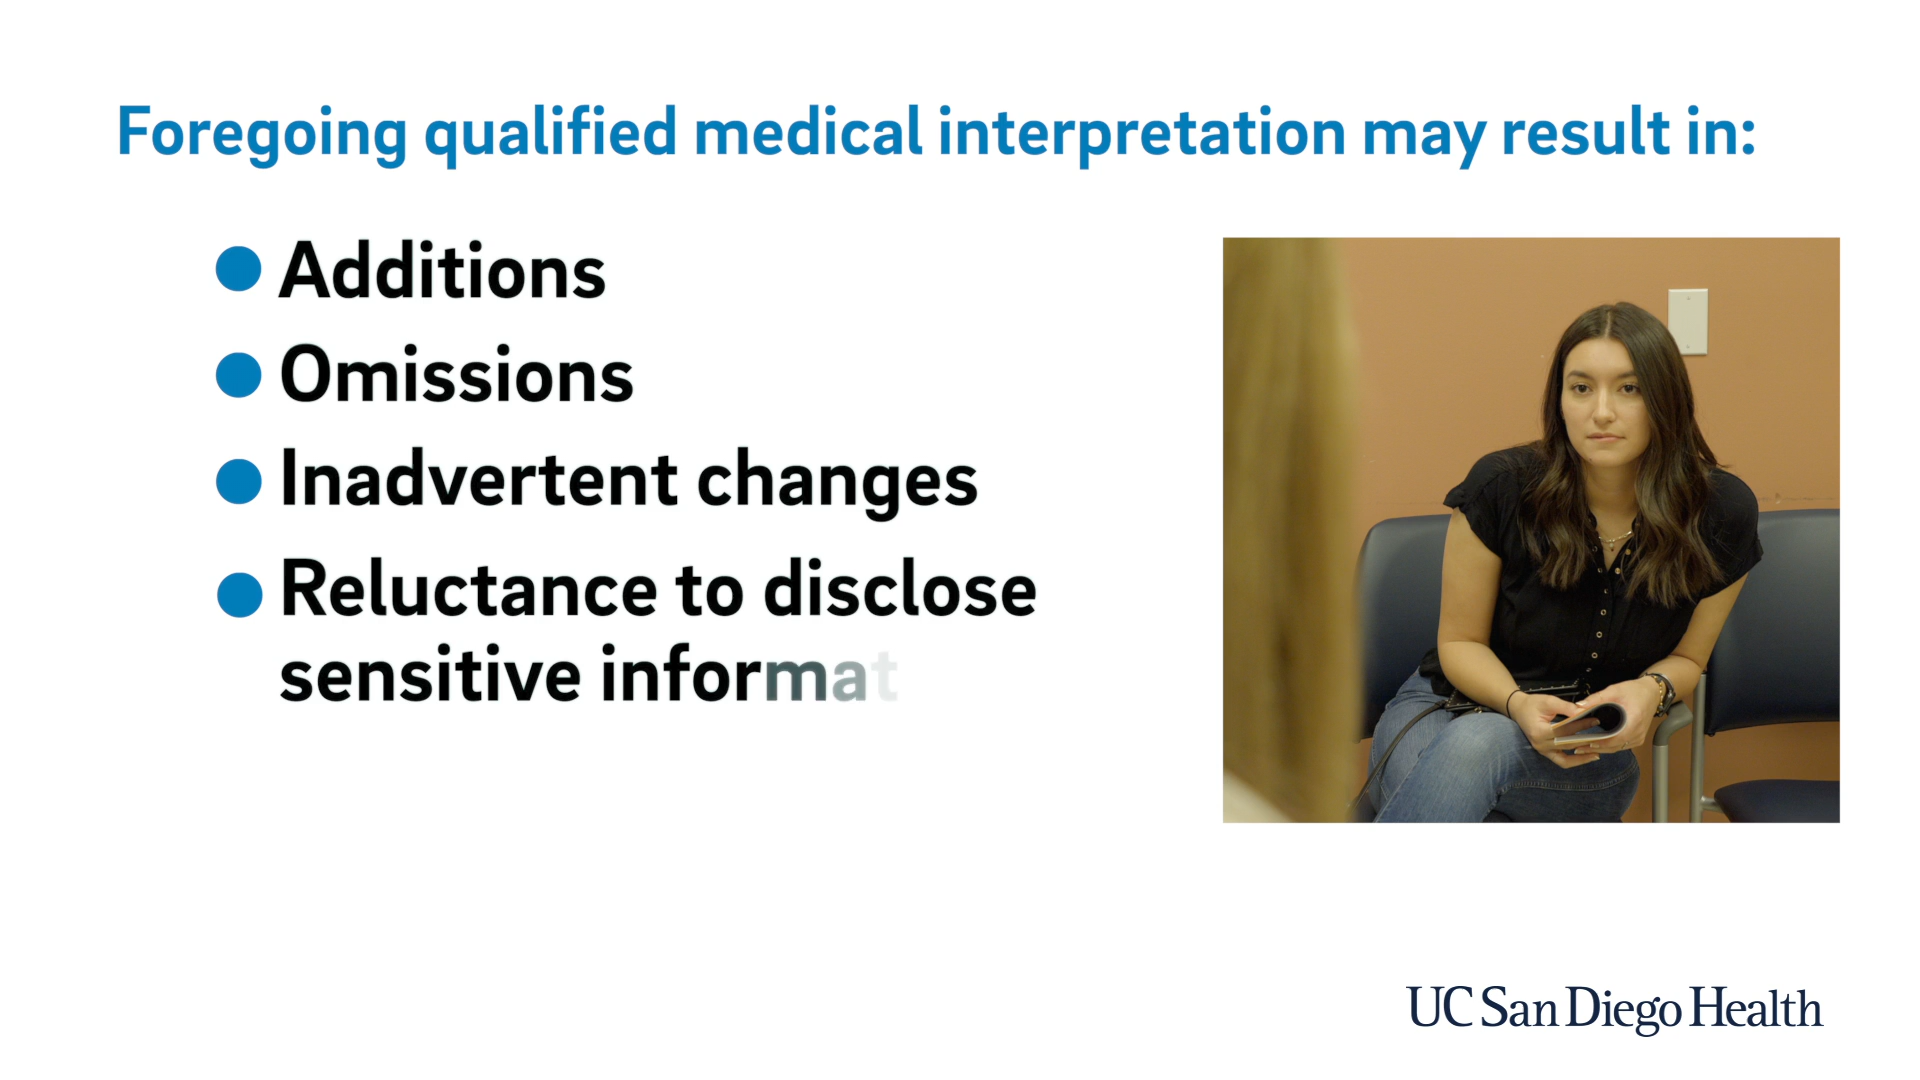 Foregoing qualified medical interpretation may result in:
Additions
Omissions
Inadvertent changes
Reluctance to disclose
sensitive informat
UC San Diego Health